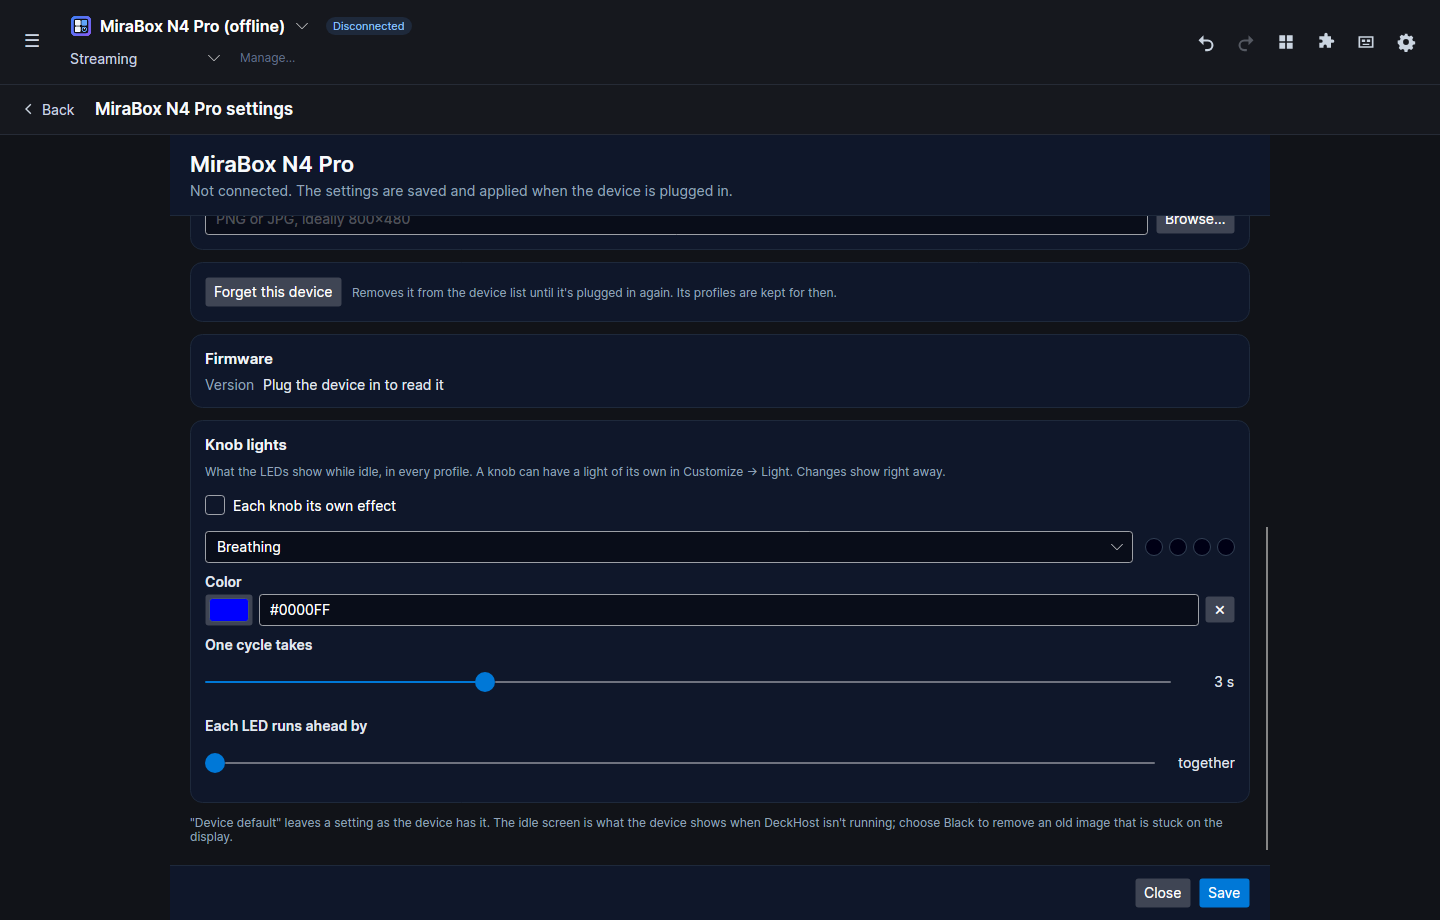 MiraBox N4 Pro (offline)
Disconnected
Streaming
Manage...
Back
MiraBox N4 Pro settings
MiraBox N4 Pro
Not connected. The settings are saved and applied when the device is plugged in.
PNG or JPG, ideally 800×480
Browse...
Forget this device
Removes it from the device list until it's plugged in again. Its profiles are kept for then.
Firmware
Version Plug the device in to read it
Knob lights
What the LEDs show while idle, in every profile. A knob can have a light of its own in Customize → Light. Changes show right away.
Each knob its own effect
Breathing
Color
#0000FF
One cycle takes
3 s
Each LED runs ahead by
together
"Device default" leaves a setting as the device has it. The idle screen is what the device shows when DeckHost isn't running; choose Black to remove an old image that is stuck on the
display.
Close
Save